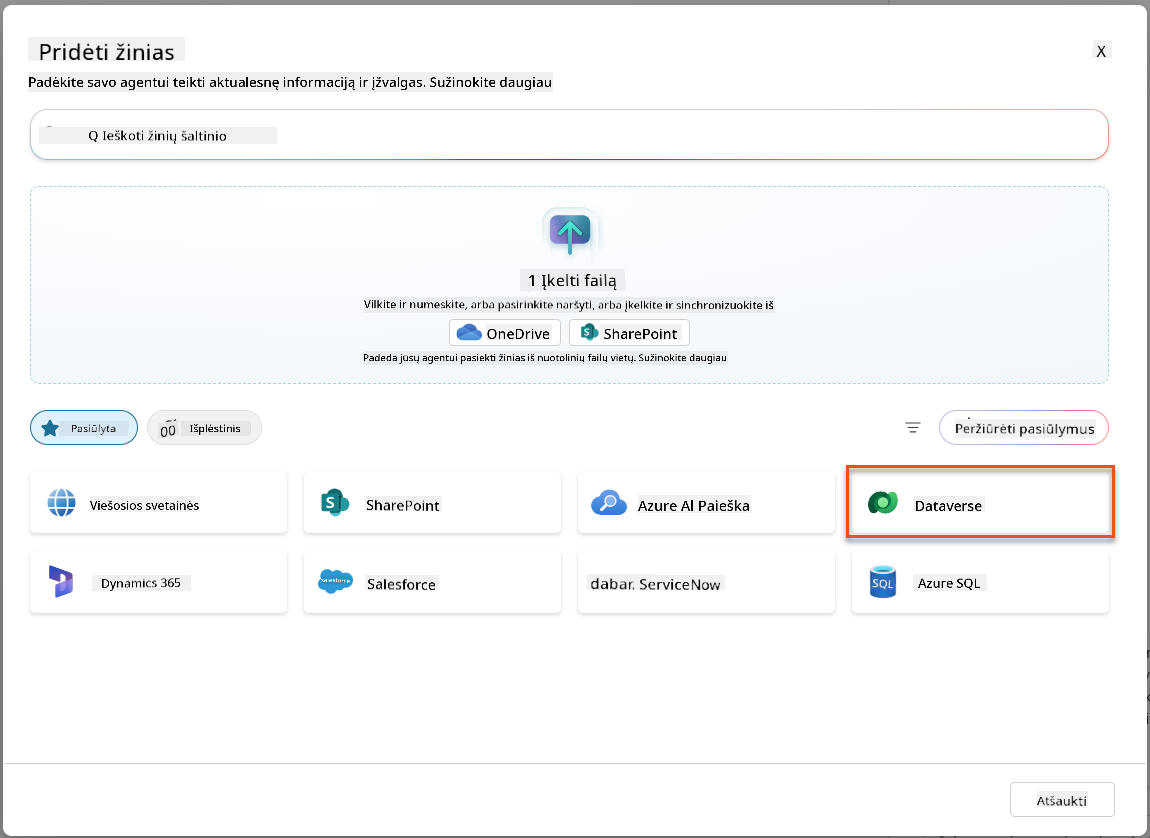 Pridėti žinias
X
Padėkite savo agentui teikti aktualesnę informaciją ir įžvalgas. Sužinokite daugiau
Q Ieškoti žinių šaltinio
1 Įkelti failą
Vilkite ir numeskite, arba pasirinkite naršyti, arba įkelkite ir sinchronizuokite iš
OneDrive
SharePoint
Padeda jūsų agentui pasiekti žinias iš nuotolinių failų vietų. Sužinokite daugiau
Pasiūlyta
Išplėstinis
Peržiūrėti pasiūlymus
Viešosios svetainės
SharePoint
Azure Al Paieška
Dataverse
Dynamics 365
salesforce
Salesforce
dabar. ServiceNow
SQL
Azure SQL
Atšaukti